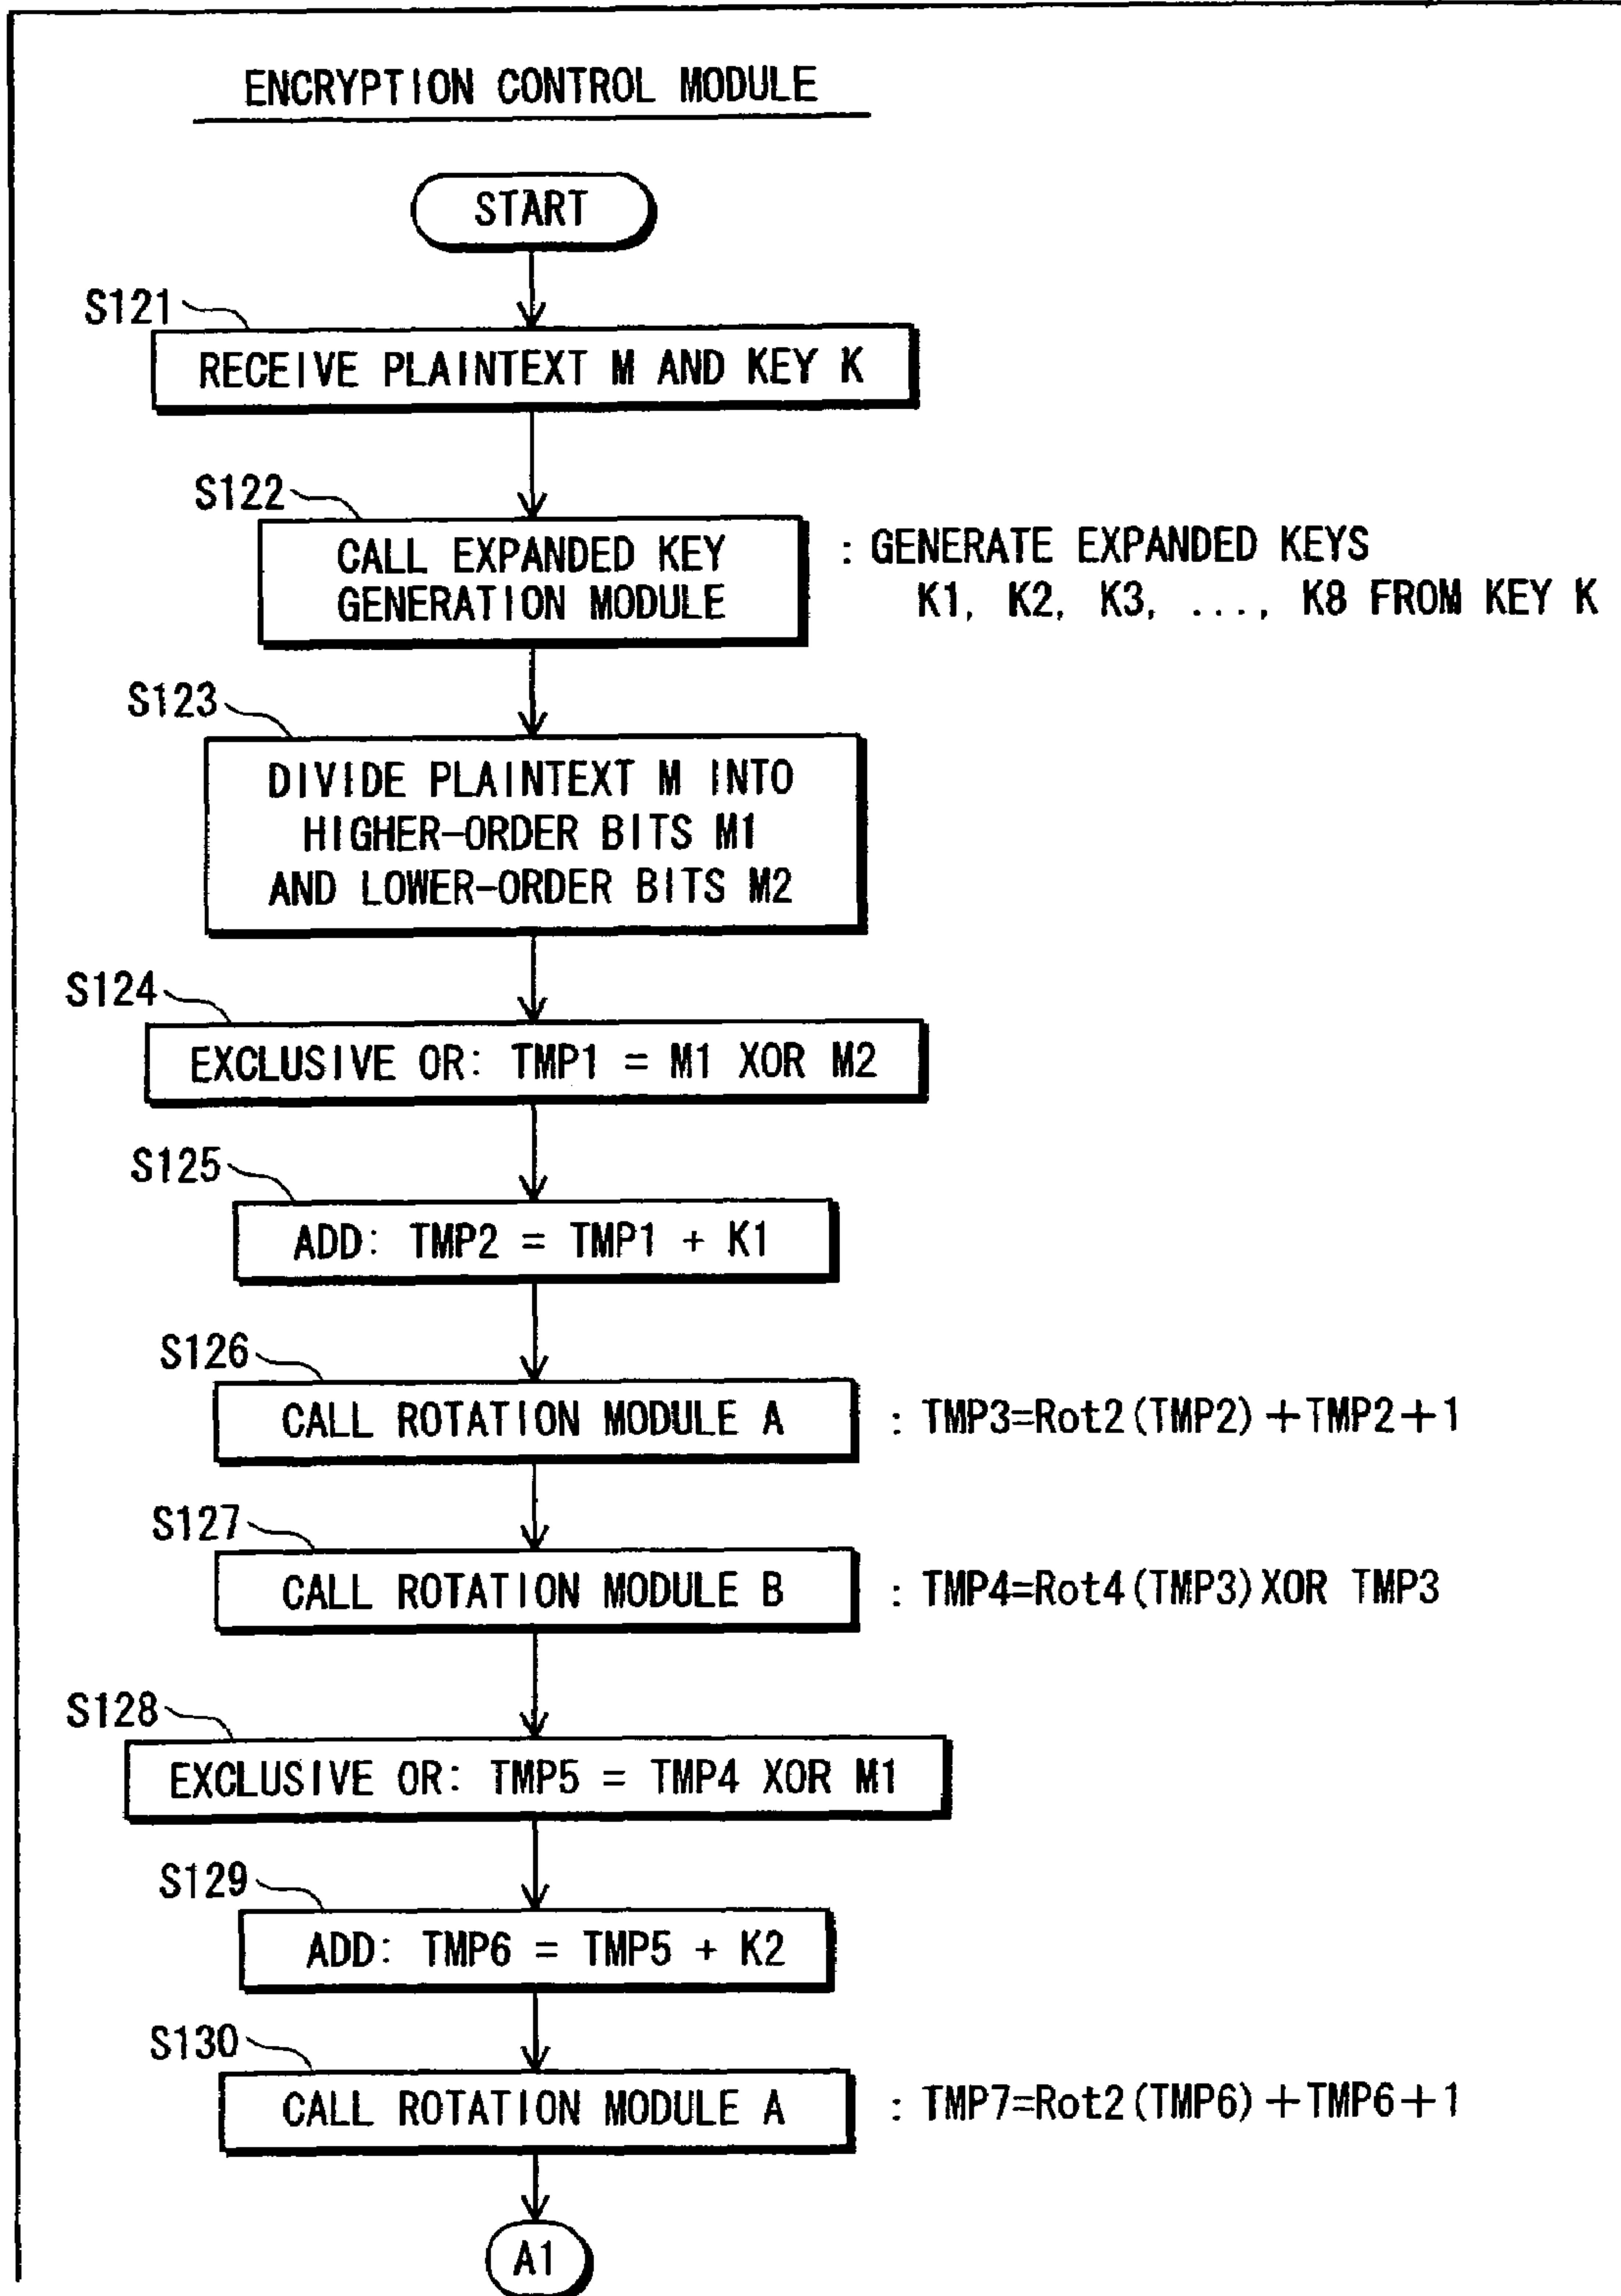 ENCRYPTION CONTROL MODULE
START
S121
RECEIVE PLAINTEXT M AND KEY K
S122
CALL EXPANDED KEY
GENERATION MODULE
: GENERATE EXPANDED KEYS
K1, K2, K3, ..., K8 FROM KEY K
S123
DIVIDE PLAINTEXT M INTO
HIGHER-ORDER BITS M1
AND LOWER-ORDER BITS M2
S124
EXCLUSIVE OR: TMP1 = M1 XOR M2
S125
ADD: TMP2 = TMP1 + K1
S126
CALL ROTATION MODULE A
: TMP3=Rot2(TMP2)+TMP2+1
S127
CALL ROTATION MODULE B
: TMP4=Rot4(TMP3)XOR TMP3
S128
EXCLUSIVE OR: TMP5 = TMP4 XOR M1
S129
ADD: TMP6 = TMP5 + K2
S130
CALL ROTATION MODULE A
: TMP7=Rot2(TMP6)+TMP6+1
A1